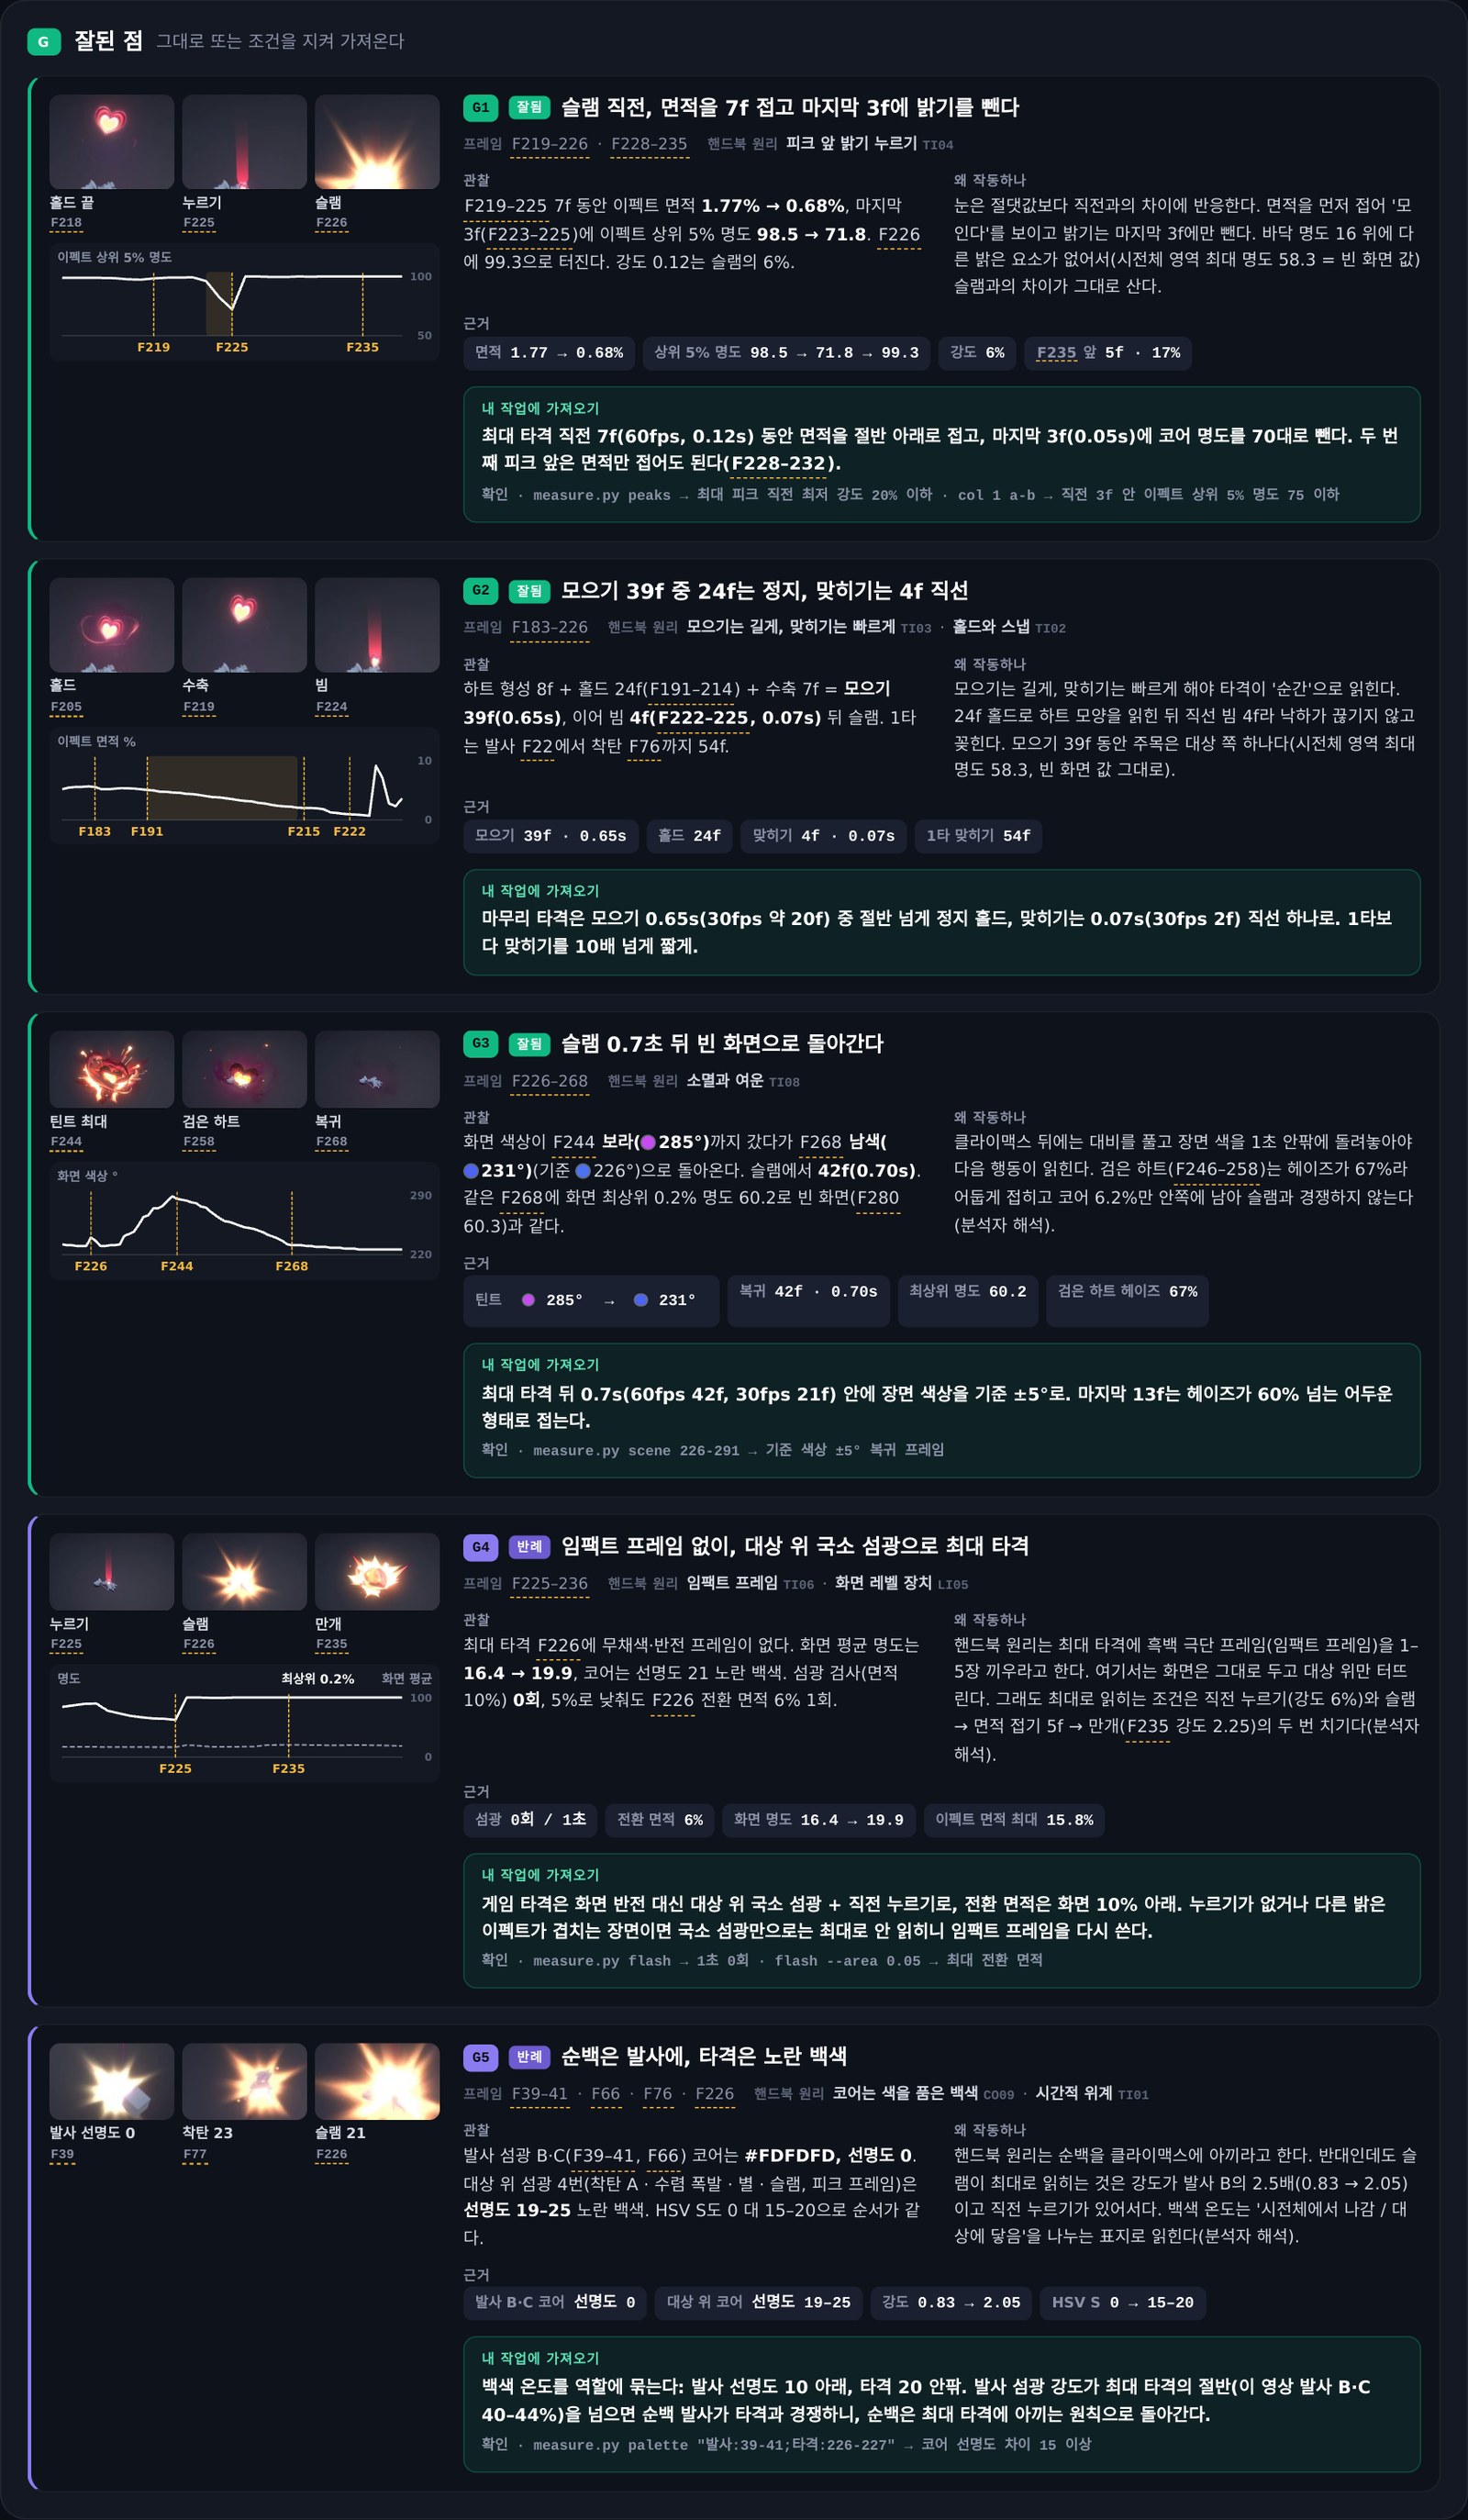 G 잘된 점 그대로 또는 조건을 지켜 가져온다
홀드 끝 누르기 슬램
F218 F225 F226
이펙트 상위 5% 명도
100
50
F219 F225 F235
G1 잘됨 슬램 직전, 면적을 7f 접고 마지막 3f에 밝기를 뺀다
프레임 F219–226 · F228–235 핸드북 원리 피크 앞 밝기 누르기 TI04
관찰
F219–225 7f 동안 이펙트 면적 1.77% → 0.68%, 마지막
3f(F223–225)에 이펙트 상위 5% 명도 98.5 → 71.8. F226
에 99.3으로 터진다. 강도 0.12는 슬램의 6%.
왜 작동하나
눈은 절댓값보다 직전과의 차이에 반응한다. 면적을 먼저 접어 '모
인다'를 보이고 밝기는 마지막 3f에만 뺀다. 바닥 명도 16 위에 다
른 밝은 요소가 없어서(시전체 영역 최대 명도 58.3 = 빈 화면 값)
슬램과의 차이가 그대로 산다.
근거
면적 1.77 → 0.68% 상위 5% 명도 98.5 → 71.8 → 99.3 강도 6% F235 앞 5f · 17%
내 작업에 가져오기
최대 타격 직전 7f(60fps, 0.12s) 동안 면적을 절반 아래로 접고, 마지막 3f(0.05s)에 코어 명도를 70대로 뺀다. 두 번
째 피크 앞은 면적만 접어도 된다(F228–232).
확인 · measure.py peaks → 최대 피크 직전 최저 강도 20% 이하 · col 1 a-b → 직전 3f 안 이펙트 상위 5% 명도 75 이하
홀드 수축 빔
F205 F219 F224
이펙트 면적 %
10
0
F183 F191 F215 F222
G2 잘됨 모으기 39f 중 24f는 정지, 맞히기는 4f 직선
프레임 F183–226 핸드북 원리 모으기는 길게, 맞히기는 빠르게 TI03 · 홀드와 스냅 TI02
관찰
하트 형성 8f + 홀드 24f(F191–214) + 수축 7f = 모으기
39f(0.65s), 이어 빔 4f(F222–225, 0.07s) 뒤 슬램. 1타
는 발사 F22에서 착탄 F76까지 54f.
왜 작동하나
모으기는 길게, 맞히기는 빠르게 해야 타격이 '순간'으로 읽힌다.
24f 홀드로 하트 모양을 읽힌 뒤 직선 빔 4f라 낙하가 끊기지 않고
꽂힌다. 모으기 39f 동안 주목은 대상 쪽 하나다(시전체 영역 최대
명도 58.3, 빈 화면 값 그대로).
근거
모으기 39f · 0.65s 홀드 24f 맞히기 4f · 0.07s 1타 맞히기 54f
내 작업에 가져오기
마무리 타격은 모으기 0.65s(30fps 약 20f) 중 절반 넘게 정지 홀드, 맞히기는 0.07s(30fps 2f) 직선 하나로. 1타보
다 맞히기를 10배 넘게 짧게.
틴트 최대 검은 하트 복귀
F244 F258 F268
화면 색상 °
290
220
F226 F244 F268
G3 잘됨 슬램 0.7초 뒤 빈 화면으로 돌아간다
프레임 F226–268 핸드북 원리 소멸과 여운 TI08
관찰
화면 색상이 F244 보라(285°)까지 갔다가 F268 남색(
231°)(기준 226°)으로 돌아온다. 슬램에서 42f(0.70s).
같은 F268에 화면 최상위 0.2% 명도 60.2로 빈 화면(F280
60.3)과 같다.
왜 작동하나
클라이맥스 뒤에는 대비를 풀고 장면 색을 1초 안팎에 돌려놓아야
다음 행동이 읽힌다. 검은 하트(F246–258)는 헤이즈가 67%라
어둡게 접히고 코어 6.2%만 안쪽에 남아 슬램과 경쟁하지 않는다
(분석자 해석).
근거
틴트 285° → 231° 복귀 42f · 0.70s 최상위 명도 60.2 검은 하트 헤이즈 67%
내 작업에 가져오기
최대 타격 뒤 0.7s(60fps 42f, 30fps 21f) 안에 장면 색상을 기준 ±5°로. 마지막 13f는 헤이즈가 60% 넘는 어두운
형태로 접는다.
확인 · measure.py scene 226-291 → 기준 색상 ±5° 복귀 프레임
누르기 슬램 만개
F225 F226 F235
명도 최상위 0.2% 화면 평균
100
0
F225 F235
G4 반례 임팩트 프레임 없이, 대상 위 국소 섬광으로 최대 타격
프레임 F225–236 핸드북 원리 임팩트 프레임 TI06 · 화면 레벨 장치 LI05
관찰
최대 타격 F226에 무채색·반전 프레임이 없다. 화면 평균 명도는
16.4 → 19.9, 코어는 선명도 21 노란 백색. 섬광 검사(면적
10%) 0회, 5%로 낮춰도 F226 전환 면적 6% 1회.
왜 작동하나
핸드북 원리는 최대 타격에 흑백 극단 프레임(임팩트 프레임)을 1–
5장 끼우라고 한다. 여기서는 화면은 그대로 두고 대상 위만 터뜨
린다. 그래도 최대로 읽히는 조건은 직전 누르기(강도 6%)와 슬램
→ 면적 접기 5f → 만개(F235 강도 2.25)의 두 번 치기다(분석자
해석).
근거
섬광 0회 / 1초 전환 면적 6% 화면 명도 16.4 → 19.9 이펙트 면적 최대 15.8%
내 작업에 가져오기
게임 타격은 화면 반전 대신 대상 위 국소 섬광 + 직전 누르기로, 전환 면적은 화면 10% 아래. 누르기가 없거나 다른 밝은
이펙트가 겹치는 장면이면 국소 섬광만으로는 최대로 안 읽히니 임팩트 프레임을 다시 쓴다.
확인 · measure.py flash → 1초 0회 · flash --area 0.05 → 최대 전환 면적
발사 선명도 0 착탄 23 슬램 21
F39 F77 F226
G5 반례 순백은 발사에, 타격은 노란 백색
프레임 F39–41 · F66 · F76 · F226 핸드북 원리 코어는 색을 품은 백색 CO09 · 시간적 위계 TI01
관찰
발사 섬광 B·C(F39–41, F66) 코어는 #FDFDFD, 선명도 0.
대상 위 섬광 4번(착탄 A · 수렴 폭발 · 별 · 슬램, 피크 프레임)은
선명도 19–25 노란 백색. HSV S도 0 대 15–20으로 순서가 같
다.
왜 작동하나
핸드북 원리는 순백을 클라이맥스에 아끼라고 한다. 반대인데도 슬
램이 최대로 읽히는 것은 강도가 발사 B의 2.5배(0.83 → 2.05)
이고 직전 누르기가 있어서다. 백색 온도는 '시전체에서 나감 / 대
상에 닿음'을 나누는 표지로 읽힌다(분석자 해석).
근거
발사 B·C 코어 선명도 0 대상 위 코어 선명도 19–25 강도 0.83 → 2.05 HSV S 0 → 15–20
내 작업에 가져오기
백색 온도를 역할에 묶는다: 발사 선명도 10 아래, 타격 20 안팎. 발사 섬광 강도가 최대 타격의 절반(이 영상 발사 B·C
40–44%)을 넘으면 순백 발사가 타격과 경쟁하니, 순백은 최대 타격에 아끼는 원칙으로 돌아간다.
확인 · measure.py palette "발사:39-41;타격:226-227" → 코어 선명도 차이 15 이상